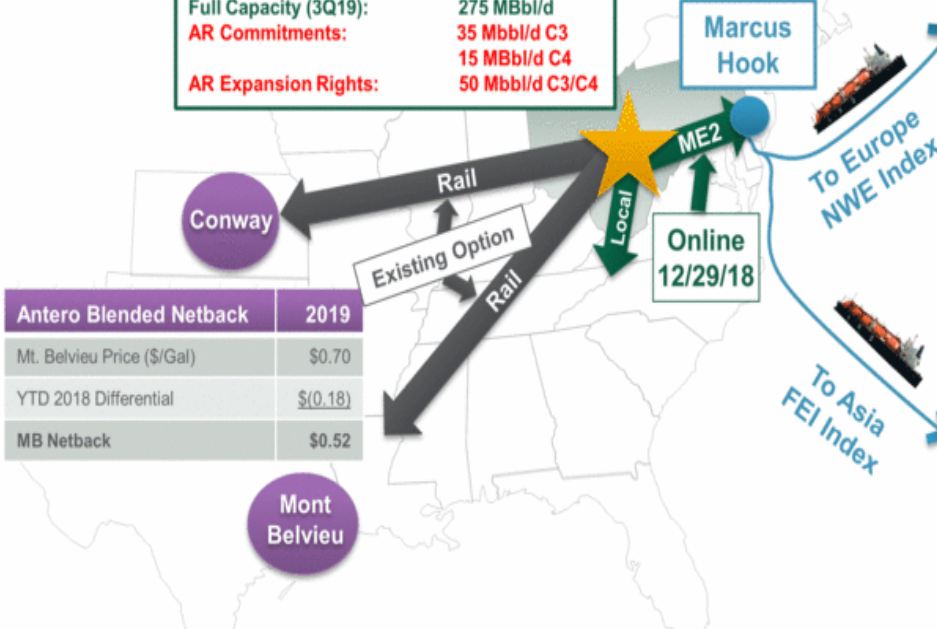 Full Capacity (3Q19): 275 MBbl/d
AR Commitments: 35 Mbbl/d C3
15 MBbl/d C4
AR Expansion Rights: 50 Mbbl/d C3/C4
Marcus
Hook
ME2
To Europe
NWE Index
Rail
Conway
Local
Existing Option
Online
12/29/18
Rail
Antero Blended Netback 2019
Mt. Belvieu Price ($/Gal) $0.70
YTD 2018 Differential $(0.18)
MB Netback $0.52
To Asia
FEI Index
Mont
Belvieu